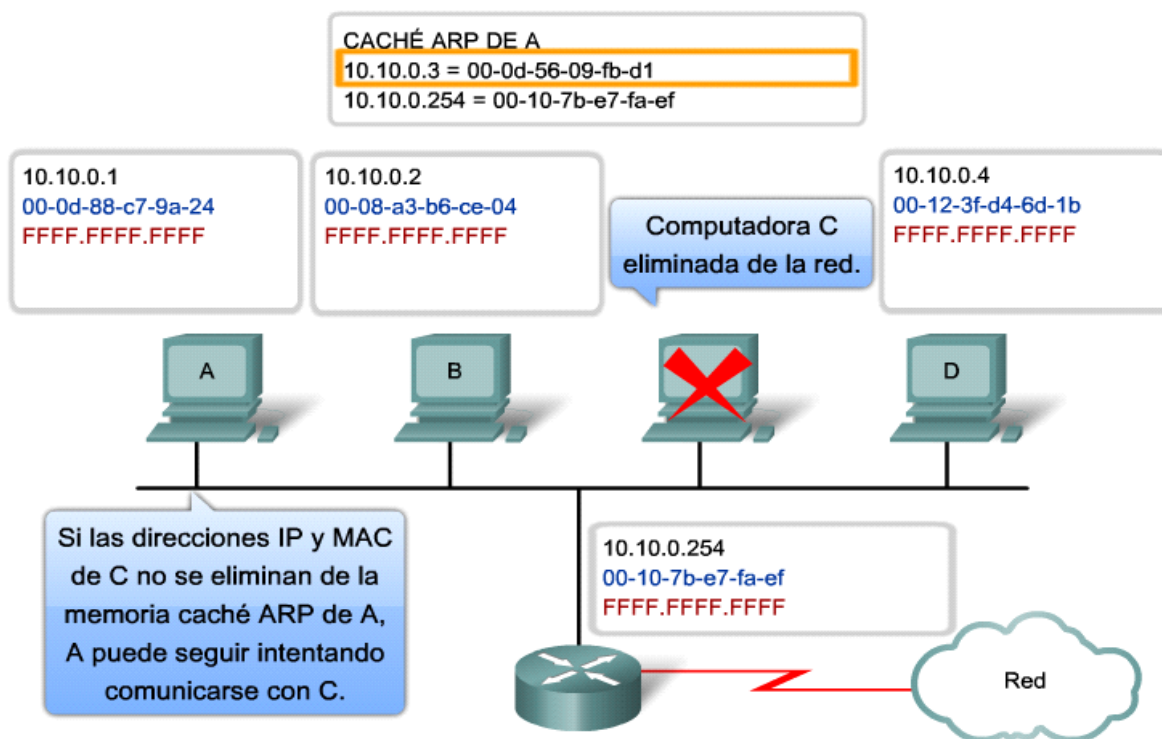 CACHÉ ARP DE A
10.10.0.3 = 00-0d-56-09-fb-d1
10.10.0.254 = 00-10-7b-e7-fa-ef
10.10.0.1
00-0d-88-c7-9a-24
FFFF.FFFF.FFFF
10.10.0.2
00-08-a3-b6-ce-04
FFFF.FFFF.FFFF
Computadora C
eliminada de la red.
10.10.0.4
00-12-3f-d4-6d-1b
FFFF.FFFF.FFFF
A
B
D
Si las direcciones IP y MAC
de C no se eliminan de la
memoria caché ARP de A,
A puede seguir intentando
comunicarse con C.
10.10.0.254
00-10-7b-e7-fa-ef
FFFF.FFFF.FFFF
Red